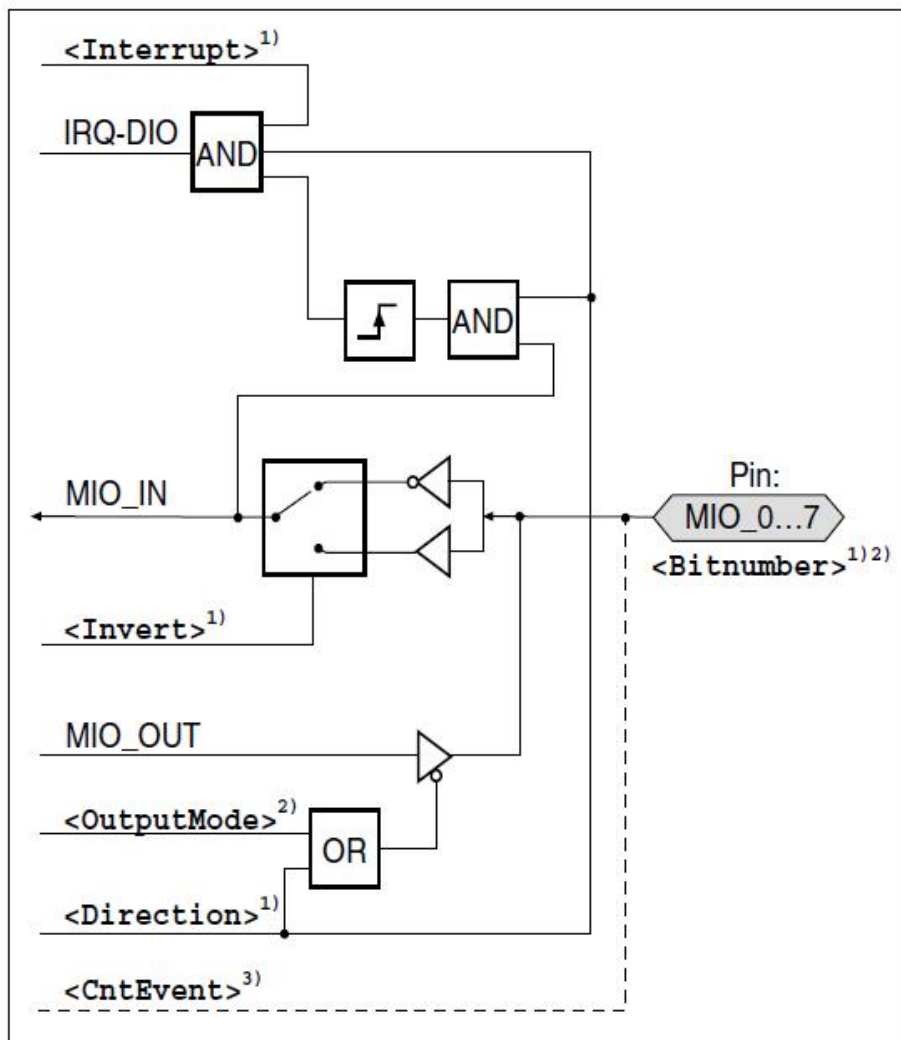 <Interrupt>1)
IRQ-DIO
AND
AND
MIO_IN
Pin:
MIO_0...7
<Bitnumber>1)2)
<Invert>1)
MIO_OUT
<OutputMode>2)
OR
<Direction>1)
<CntEvent>3)